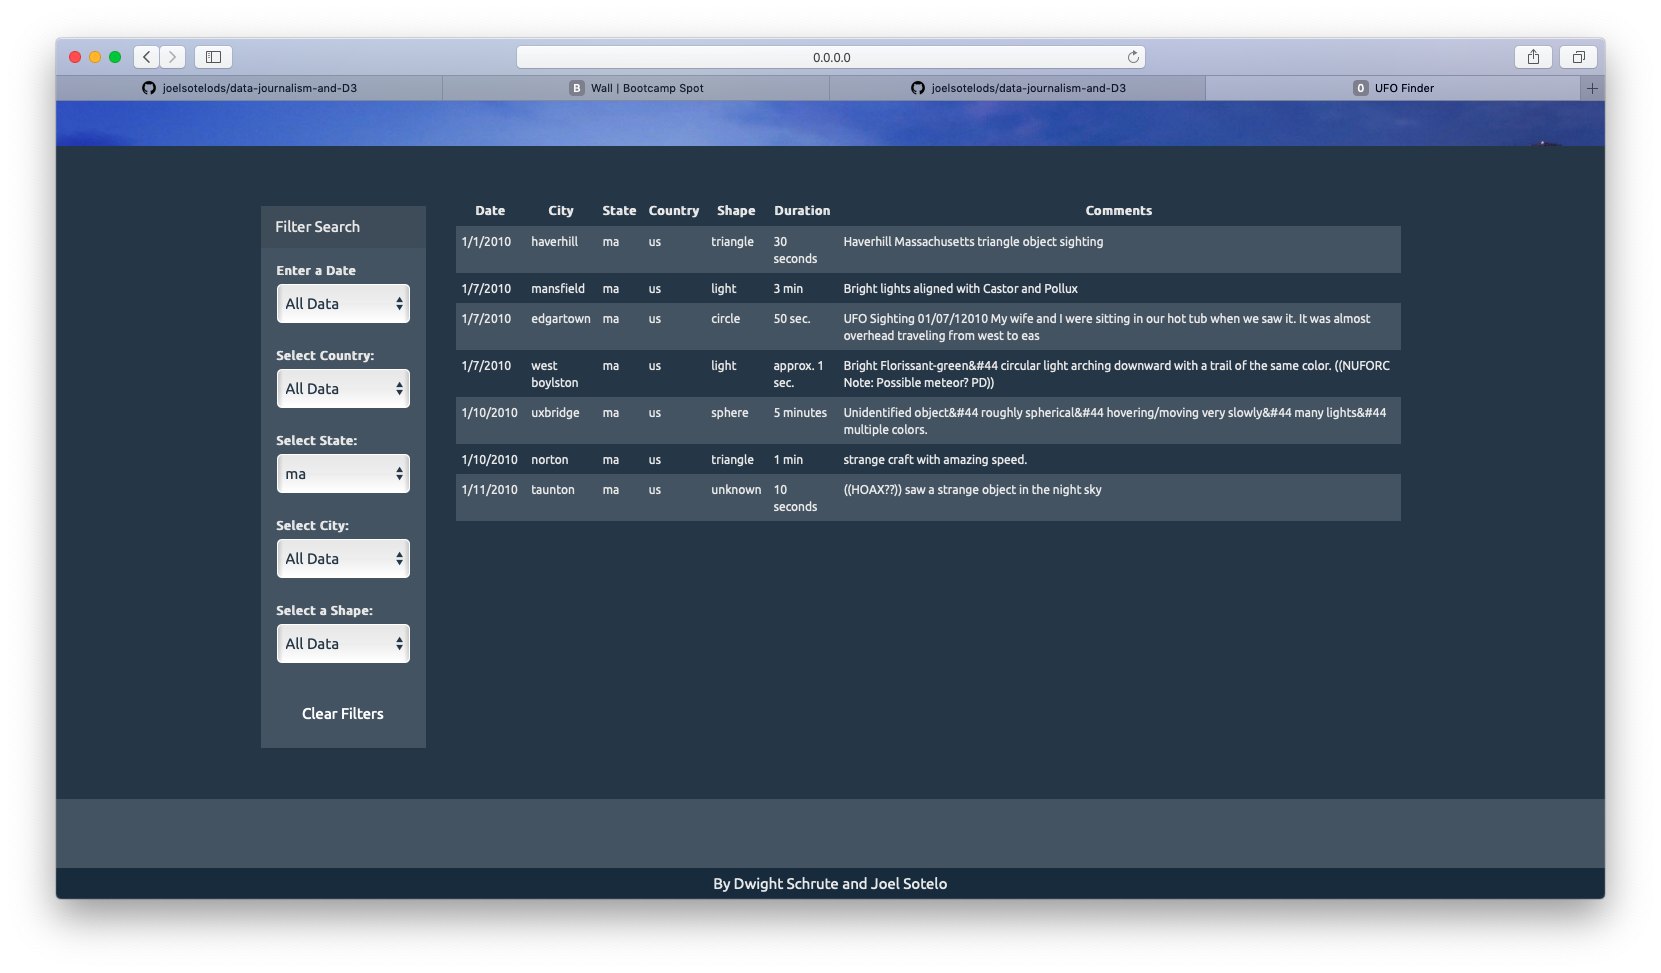 0.0.0.0
joelsotelods/data-journalism-and-D3
B Wall | Bootcamp Spot
joelsotelods/data-journalism-and-D3
0 UFO Finder
Filter Search
Enter a Date
All Data
Select Country:
All Data
Select State:
ma
Select City:
All Data
Select a Shape:
All Data
Clear Filters
Date City State Country Shape Duration Comments
1/1/2010 haverhill ma us triangle 30 seconds Haverhill Massachusetts triangle object sighting
1/7/2010 mansfield ma us light 3 min Bright lights aligned with Castor and Pollux
1/7/2010 edgartown ma us circle 50 sec. UFO Sighting 01/07/12010 My wife and I were sitting in our hot tub when we saw it. It was almost
overhead traveling from west to eas
1/7/2010 west boylston ma us light approx. 1 sec. Bright Florissant-green&#44 circular light arching downward with a trail of the same color. ((NUFORC
Note: Possible meteor? PD))
1/10/2010 uxbridge ma us sphere 5 minutes Unidentified object&#44 roughly spherical&#44 hovering/moving very slowly&#44 many lights&#44
multiple colors.
1/10/2010 norton ma us triangle 1 min strange craft with amazing speed.
1/11/2010 taunton ma us unknown 10 seconds ((HOAX??)) saw a strange object in the night sky
By Dwight Schrute and Joel Sotelo